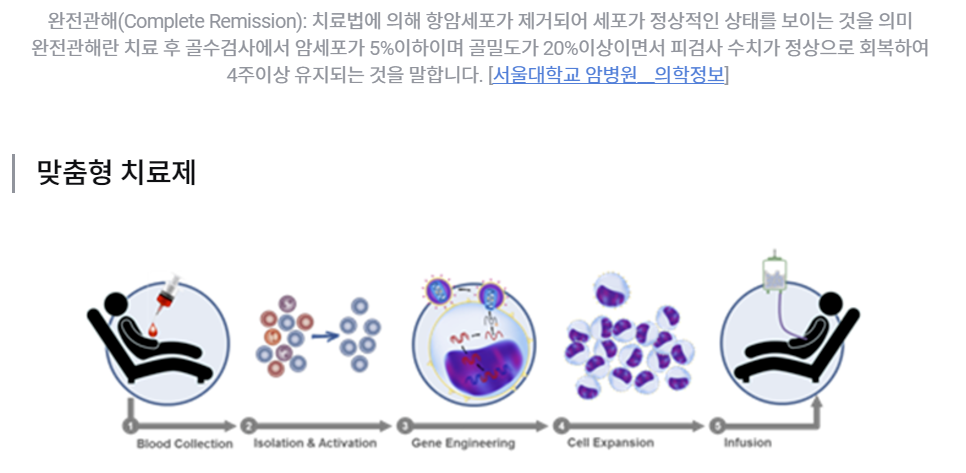 완전관해(Complete Remission): 치료법에 의해 항암세포가 제거되어 세포가 정상적인 상태를 보이는 것을 의미
완전관해란 치료 후 골수검사에서 암세포가 5%이하이며 골밀도가 20%이상이면서 피검사 수치가 정상으로 회복하여
4주이상 유지되는 것을 말합니다. [서울대학교 암병원__의학정보]
맞춤형 치료제
1 Blood Collection
2 Isolation & Activation
3 Gene Engineering
4 Cell Expansion
5 Infusion